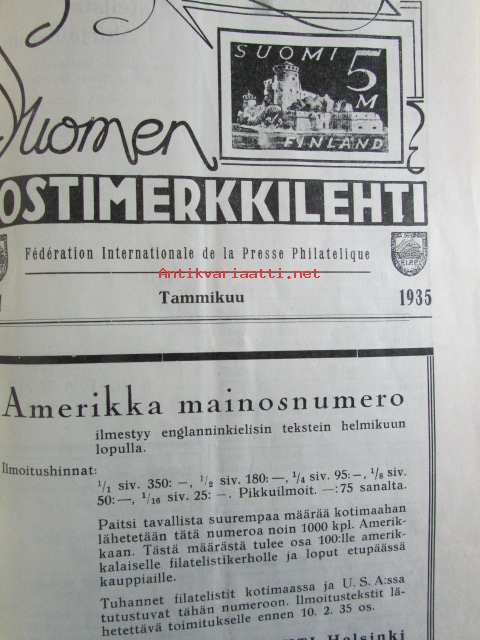 SUOMI 5
M
FINLAND
Suomen
OSTIMERKKILEHTI
Fédération Internationale de la Presse Philatelique
Antikvariaatti.net
Tammikuu 1935
Amerikka mainosnumero
ilmestyy englanninkielisin tekstein helmikuun
lopulla.
Ilmoitushinnat:
1/1 siv. 350: –, 1/2 siv. 180: —, 1/4 siv. 95: –, 1/8 siv.
50: —, 1/16 siv. 25: –. Pikkuilmoit. —: 75 sanalta.
Paitsi tavallista suurempaa määrää kotimaahan
lähetetään tätä numeroa noin 1000 kpl. Amerik-
kaan. Tästä määrästä tulee osa 100:lle amerik-
kalaiselle filatelistikerholle ja loput etupäässä
kauppiaille.
Tuhannet filatelistit kotimaassa ja U. S. A:ssa
tutustuvat tähän numeroon. Ilmoitustekstit lä-
hetettävä toimitukselle ennen 10. 2. 35 os.
Helsinki